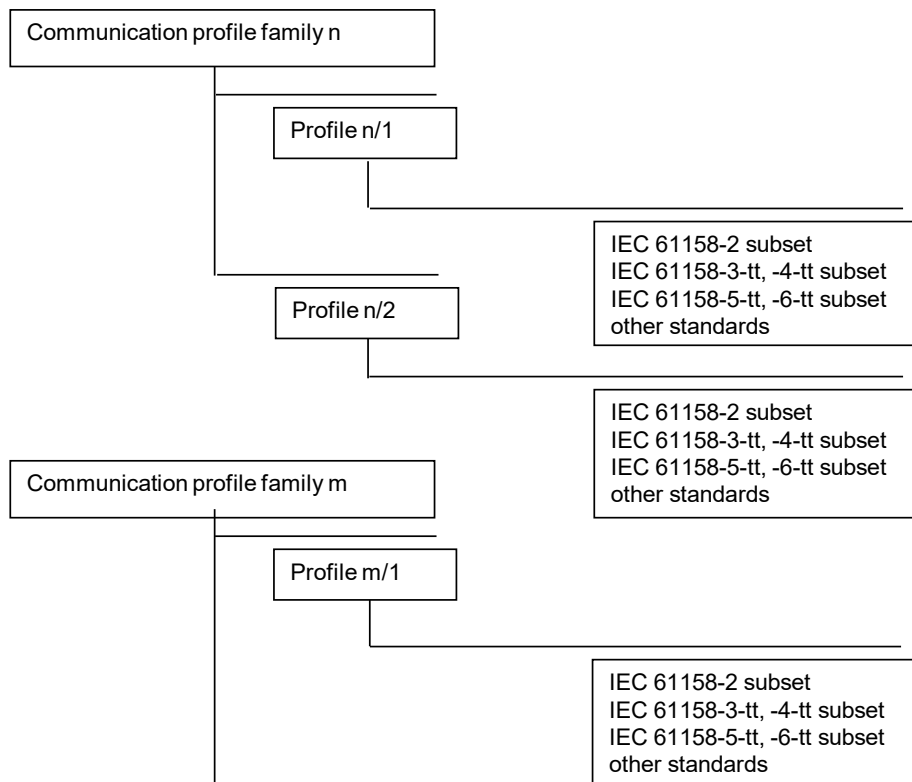 Communication profile family n
Profile n/1
IEC 61158-2 subset
IEC 61158-3-tt, -4-tt subset
IEC 61158-5-tt, -6-tt subset
other standards
Profile n/2
IEC 61158-2 subset
IEC 61158-3-tt, -4-tt subset
IEC 61158-5-tt, -6-tt subset
other standards
Communication profile family m
Profile m/1
IEC 61158-2 subset
IEC 61158-3-tt, -4-tt subset
IEC 61158-5-tt, -6-tt subset
other standards